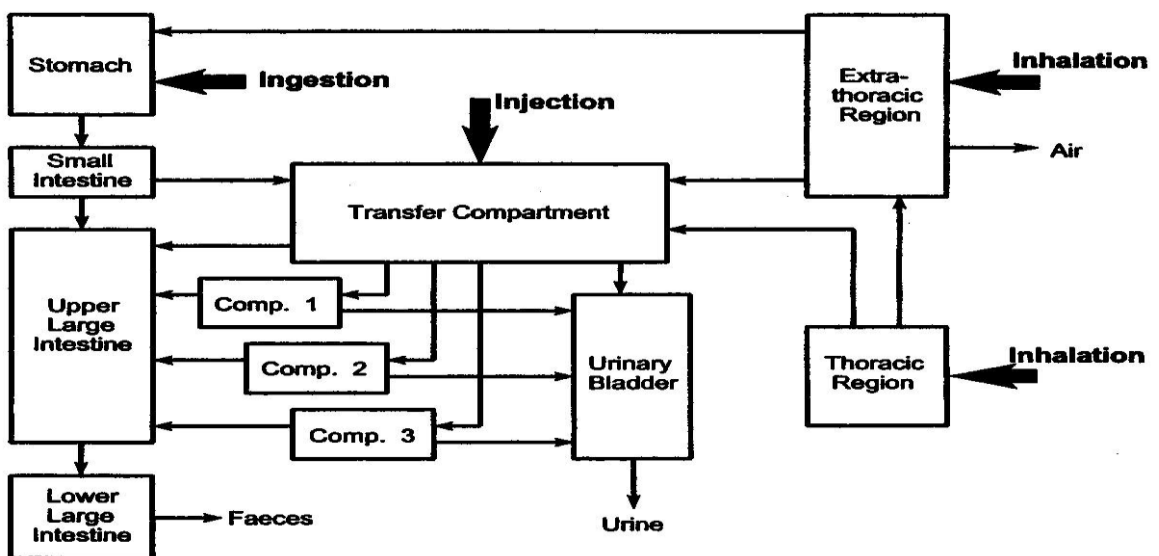 Stomach
Ingestion
Injection
Extra-
thoracic
Region
Inhalation
Air
Small
Intestine
Transfer Compartment
Upper
Large
Intestine
Comp. 1
Comp. 2
Comp. 3
Urinary
Bladder
Thoracic
Region
Inhalation
Lower
Large
Intestine
Faeces
Urine